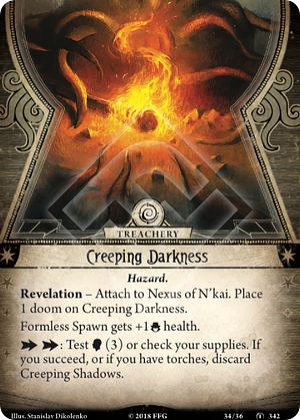 TREACHERY
Creeping Darkness
Hazard.
Revelation – Attach to Nexus of N'kai. Place
1 doom on Creeping Darkness.
Formless Spawn gets +1 health.
: Test (3) or check your supplies. If
you succeed, or if you have torches, discard
Creeping Shadows.
Illus. Stanislav Dikolenko © 2018 FFG 34/36 342